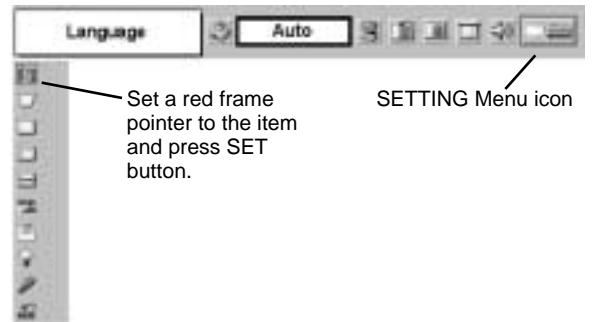 Language
Auto
Set a red frame
pointer to the item
and press SET
button.
SETTING Menu icon